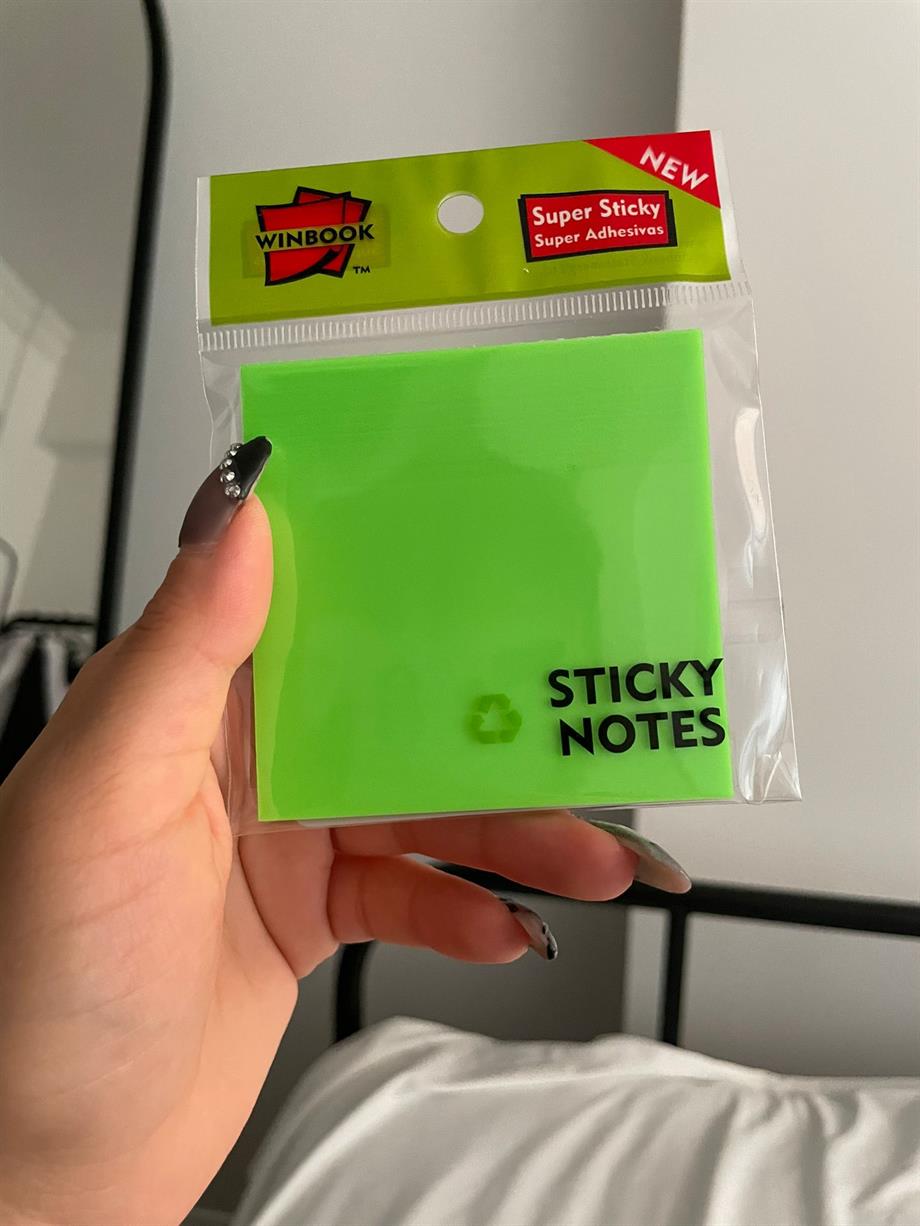 NEW
WINBOOK
TM
Super Sticky
Super Adhesivas
STICKY
NOTES